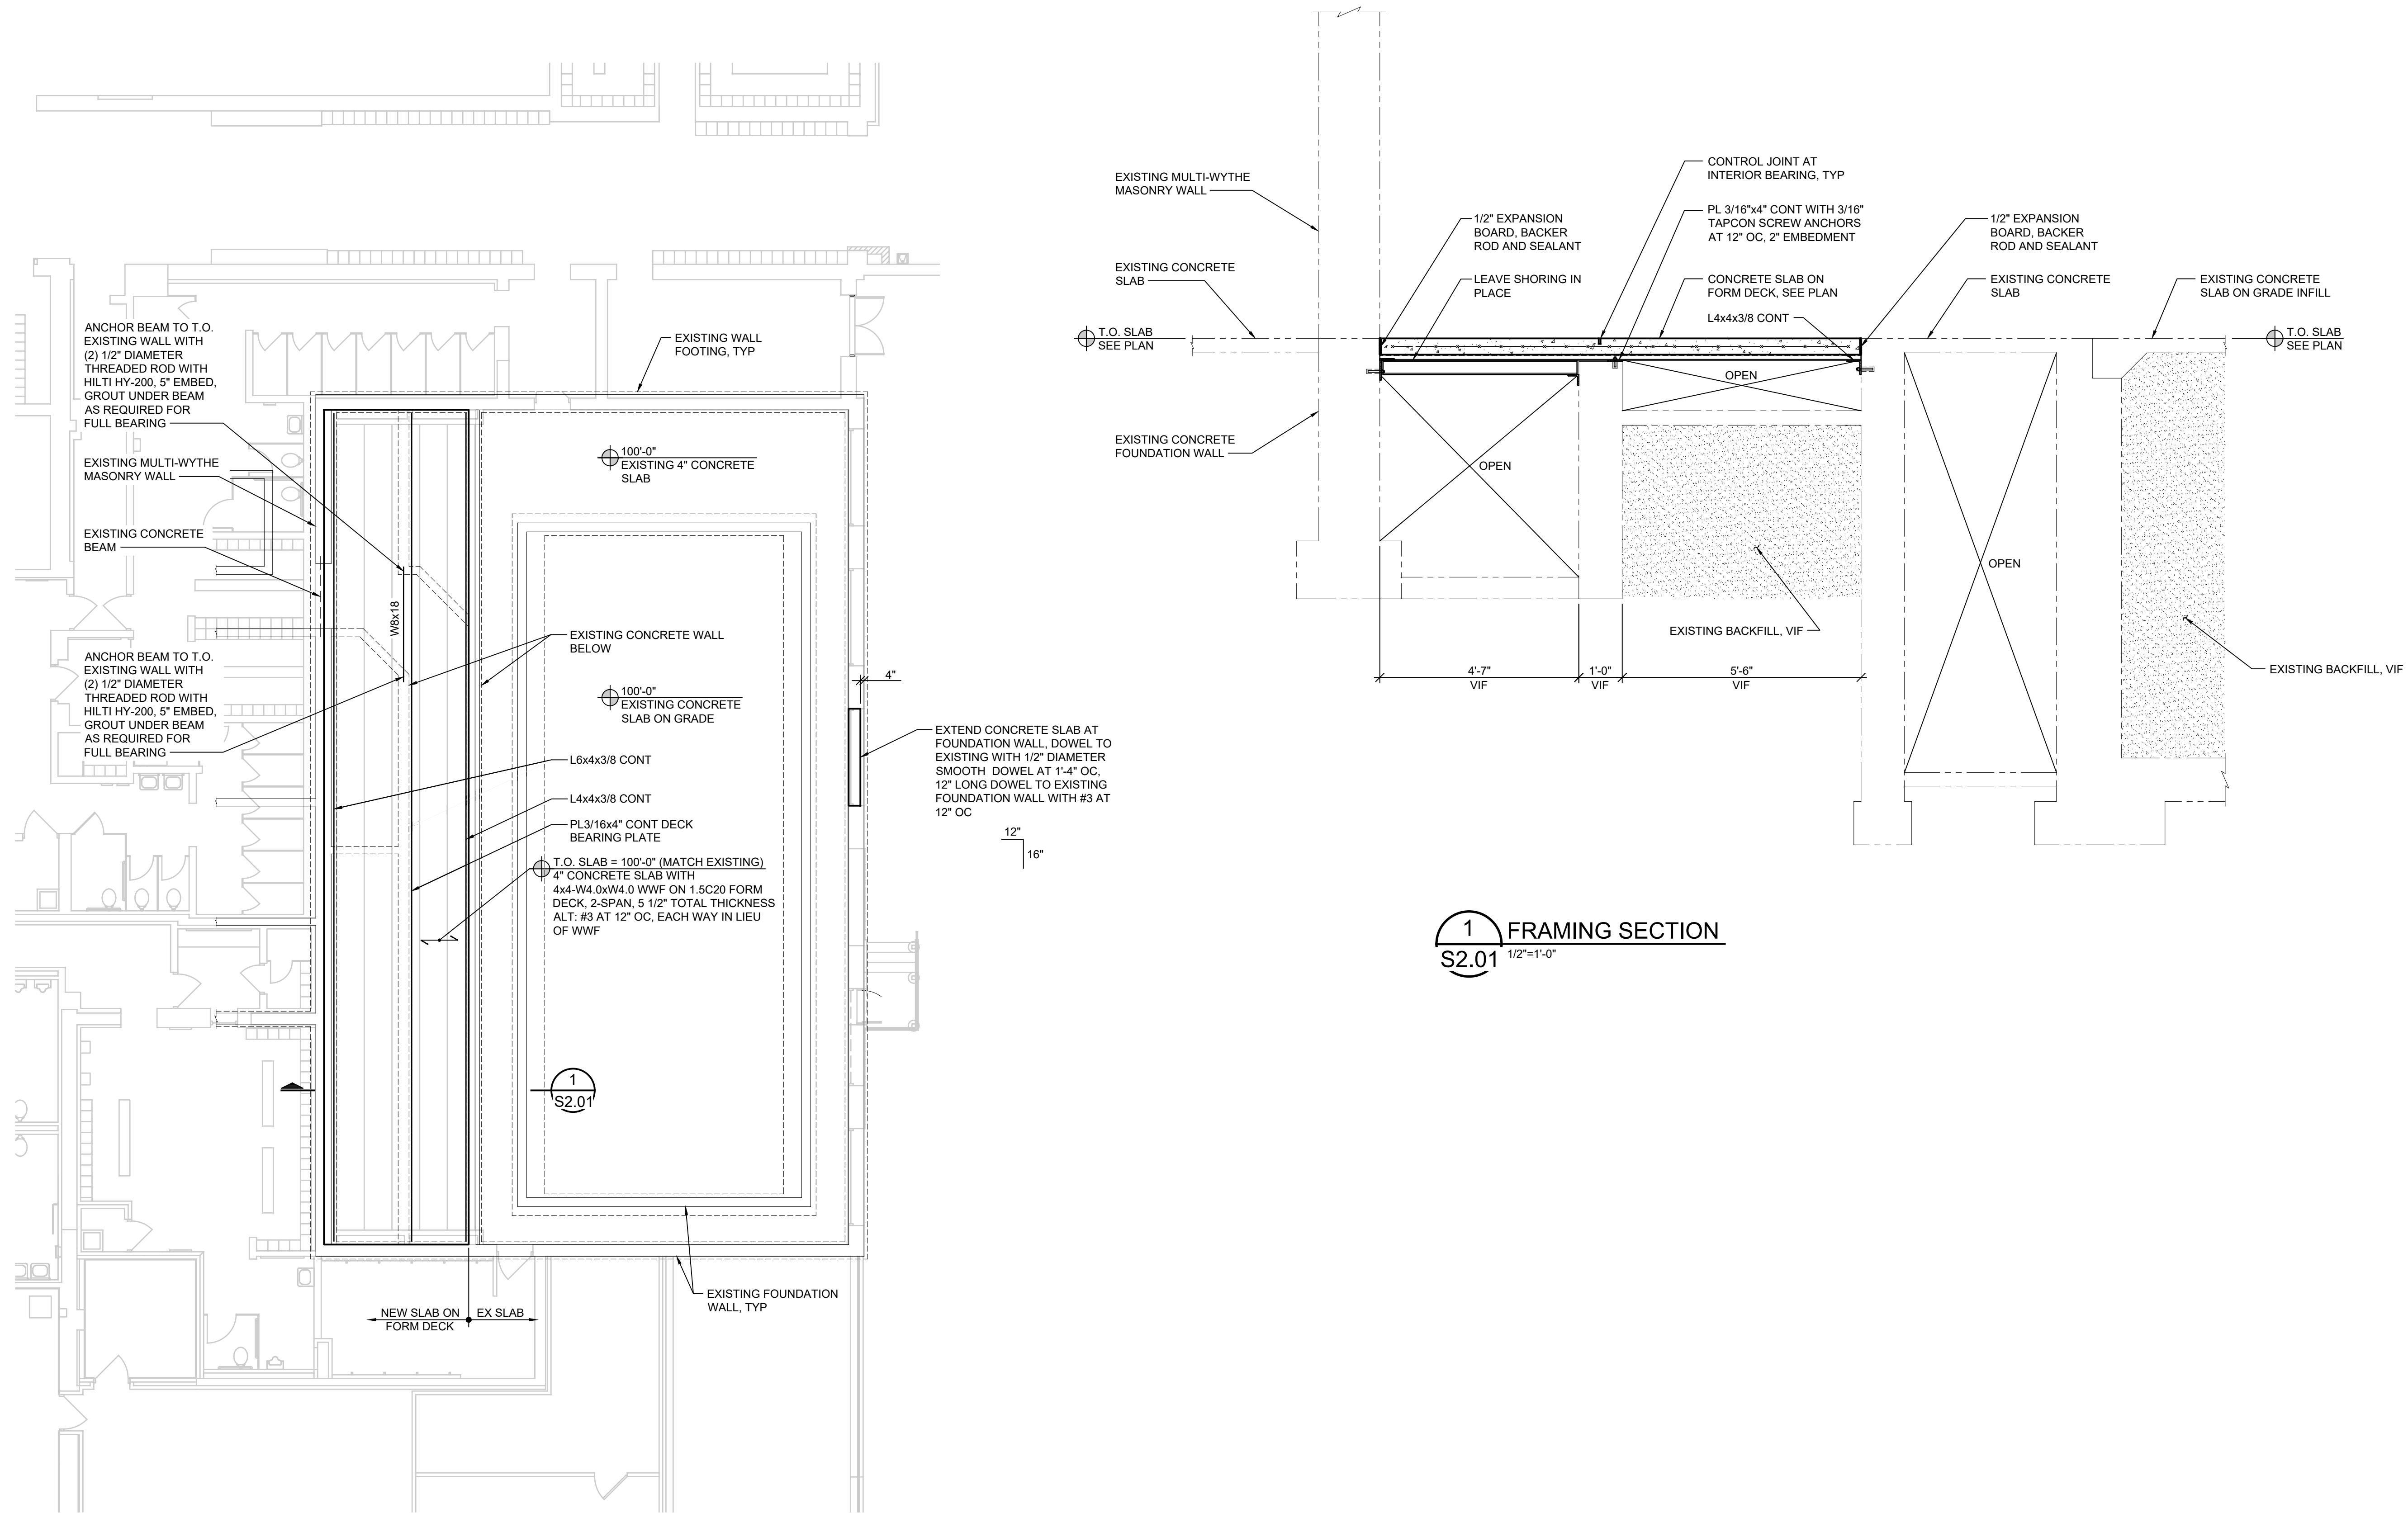 ANCHOR BEAM TO T.O.
EXISTING WALL WITH
(2) 1/2" DIAMETER
THREADED ROD WITH
HILTI HY-200, 5" EMBED,
GROUT UNDER BEAM
AS REQUIRED FOR
FULL BEARING
EXISTING MULTI-WYTHE
MASONRY WALL
EXISTING CONCRETE
BEAM
ANCHOR BEAM TO T.O.
EXISTING WALL WITH
(2) 1/2" DIAMETER
THREADED ROD WITH
HILTI HY-200, 5" EMBED,
GROUT UNDER BEAM
AS REQUIRED FOR
FULL BEARING
W8x18
EXISTING WALL
FOOTING, TYP
100'-0"
EXISTING 4" CONCRETE
SLAB
EXISTING CONCRETE WALL
BELOW
100'-0"
EXISTING CONCRETE
SLAB ON GRADE
L6x4x3/8 CONT
L4x4x3/8 CONT
PL3/16x4" CONT DECK
BEARING PLATE
T.O. SLAB = 100'-0" (MATCH EXISTING)
4" CONCRETE SLAB WITH
4x4-W4.0xW4.0 WWF ON 1.5C20 FORM
DECK, 2-SPAN, 5 1/2" TOTAL THICKNESS
ALT: #3 AT 12" OC, EACH WAY IN LIEU
OF WWF
1
S2.01
NEW SLAB ON
FORM DECK
EX SLAB
EXISTING FOUNDATION
WALL, TYP
4"
EXTEND CONCRETE SLAB AT
FOUNDATION WALL, DOWEL TO
EXISTING WITH 1/2" DIAMETER
SMOOTH DOWEL AT 1'-4" OC,
12" LONG DOWEL TO EXISTING
FOUNDATION WALL WITH #3 AT
12" OC
12"
16"
EXISTING MULTI-WYTHE
MASONRY WALL
EXISTING CONCRETE
SLAB
T.O. SLAB
SEE PLAN
EXISTING CONCRETE
FOUNDATION WALL
1/2" EXPANSION
BOARD, BACKER
ROD AND SEALANT
LEAVE SHORING IN
PLACE
CONTROL JOINT AT
INTERIOR BEARING, TYP
PL 3/16"x4" CONT WITH 3/16"
TAPCON SCREW ANCHORS
AT 12" OC, 2" EMBEDMENT
CONCRETE SLAB ON
FORM DECK, SEE PLAN
L4x4x3/8 CONT
1/2" EXPANSION
BOARD, BACKER
ROD AND SEALANT
EXISTING CONCRETE
SLAB
EXISTING CONCRETE
SLAB ON GRADE INFILL
T.O. SLAB
SEE PLAN
OPEN
OPEN
OPEN
EXISTING BACKFILL, VIF
EXISTING BACKFILL, VIF
4'-7"
VIF
1'-0"
VIF
5'-6"
VIF
1
S2.01
FRAMING SECTION
1/2"=1'-0"